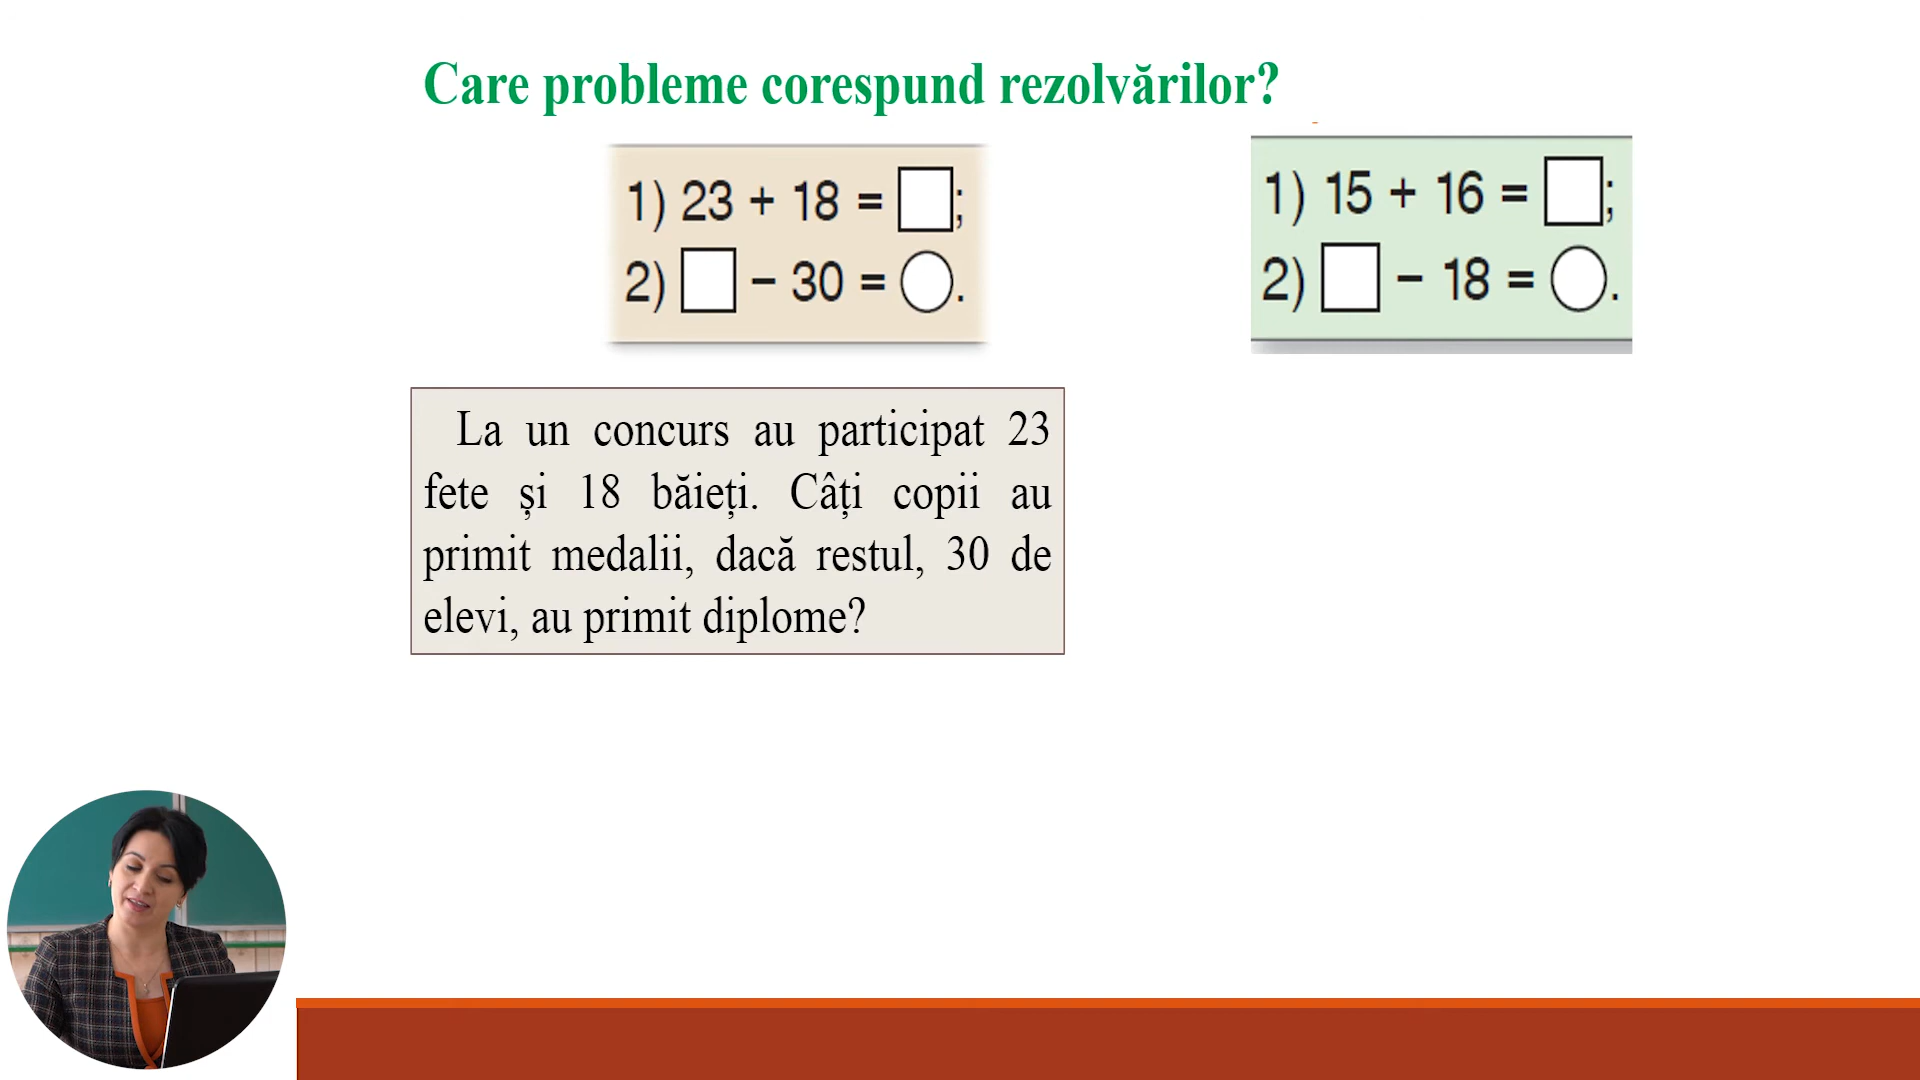 Care probleme corespund rezolvărilor?
1) 23 + 18 = ;
2) − 30 = .
1) 15 + 16 = ;
2) − 18 = .
La un concurs au participat 23
fete și 18 băieți. Câți copii au
primit medalii, dacă restul, 30 de
elevi, au primit diplome?